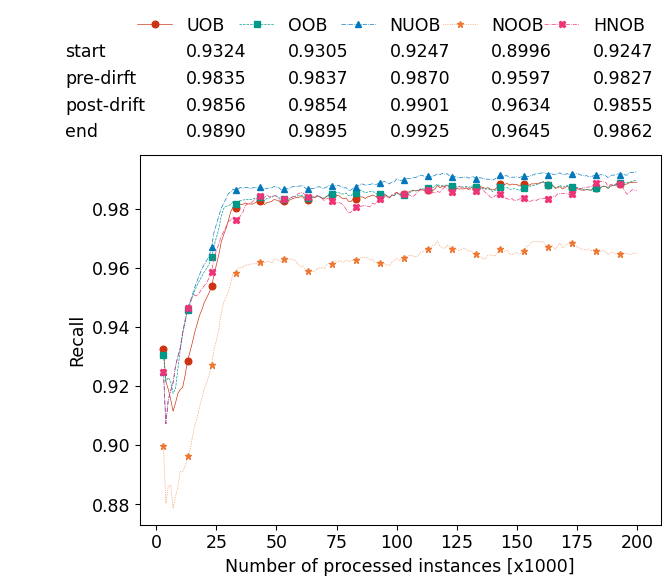 UOB OOB NUOB NOOB HNOB
start 0.9324 0.9305 0.9247 0.8996 0.9247
pre-dirft 0.9835 0.9837 0.9870 0.9597 0.9827
post-drift 0.9856 0.9854 0.9901 0.9634 0.9855
end 0.9890 0.9895 0.9925 0.9645 0.9862
0.98
0.96
0.94
0.92
0.90
0.88
Recall
0 25 50 75 100 125 150 175 200
Number of processed instances [x1000]